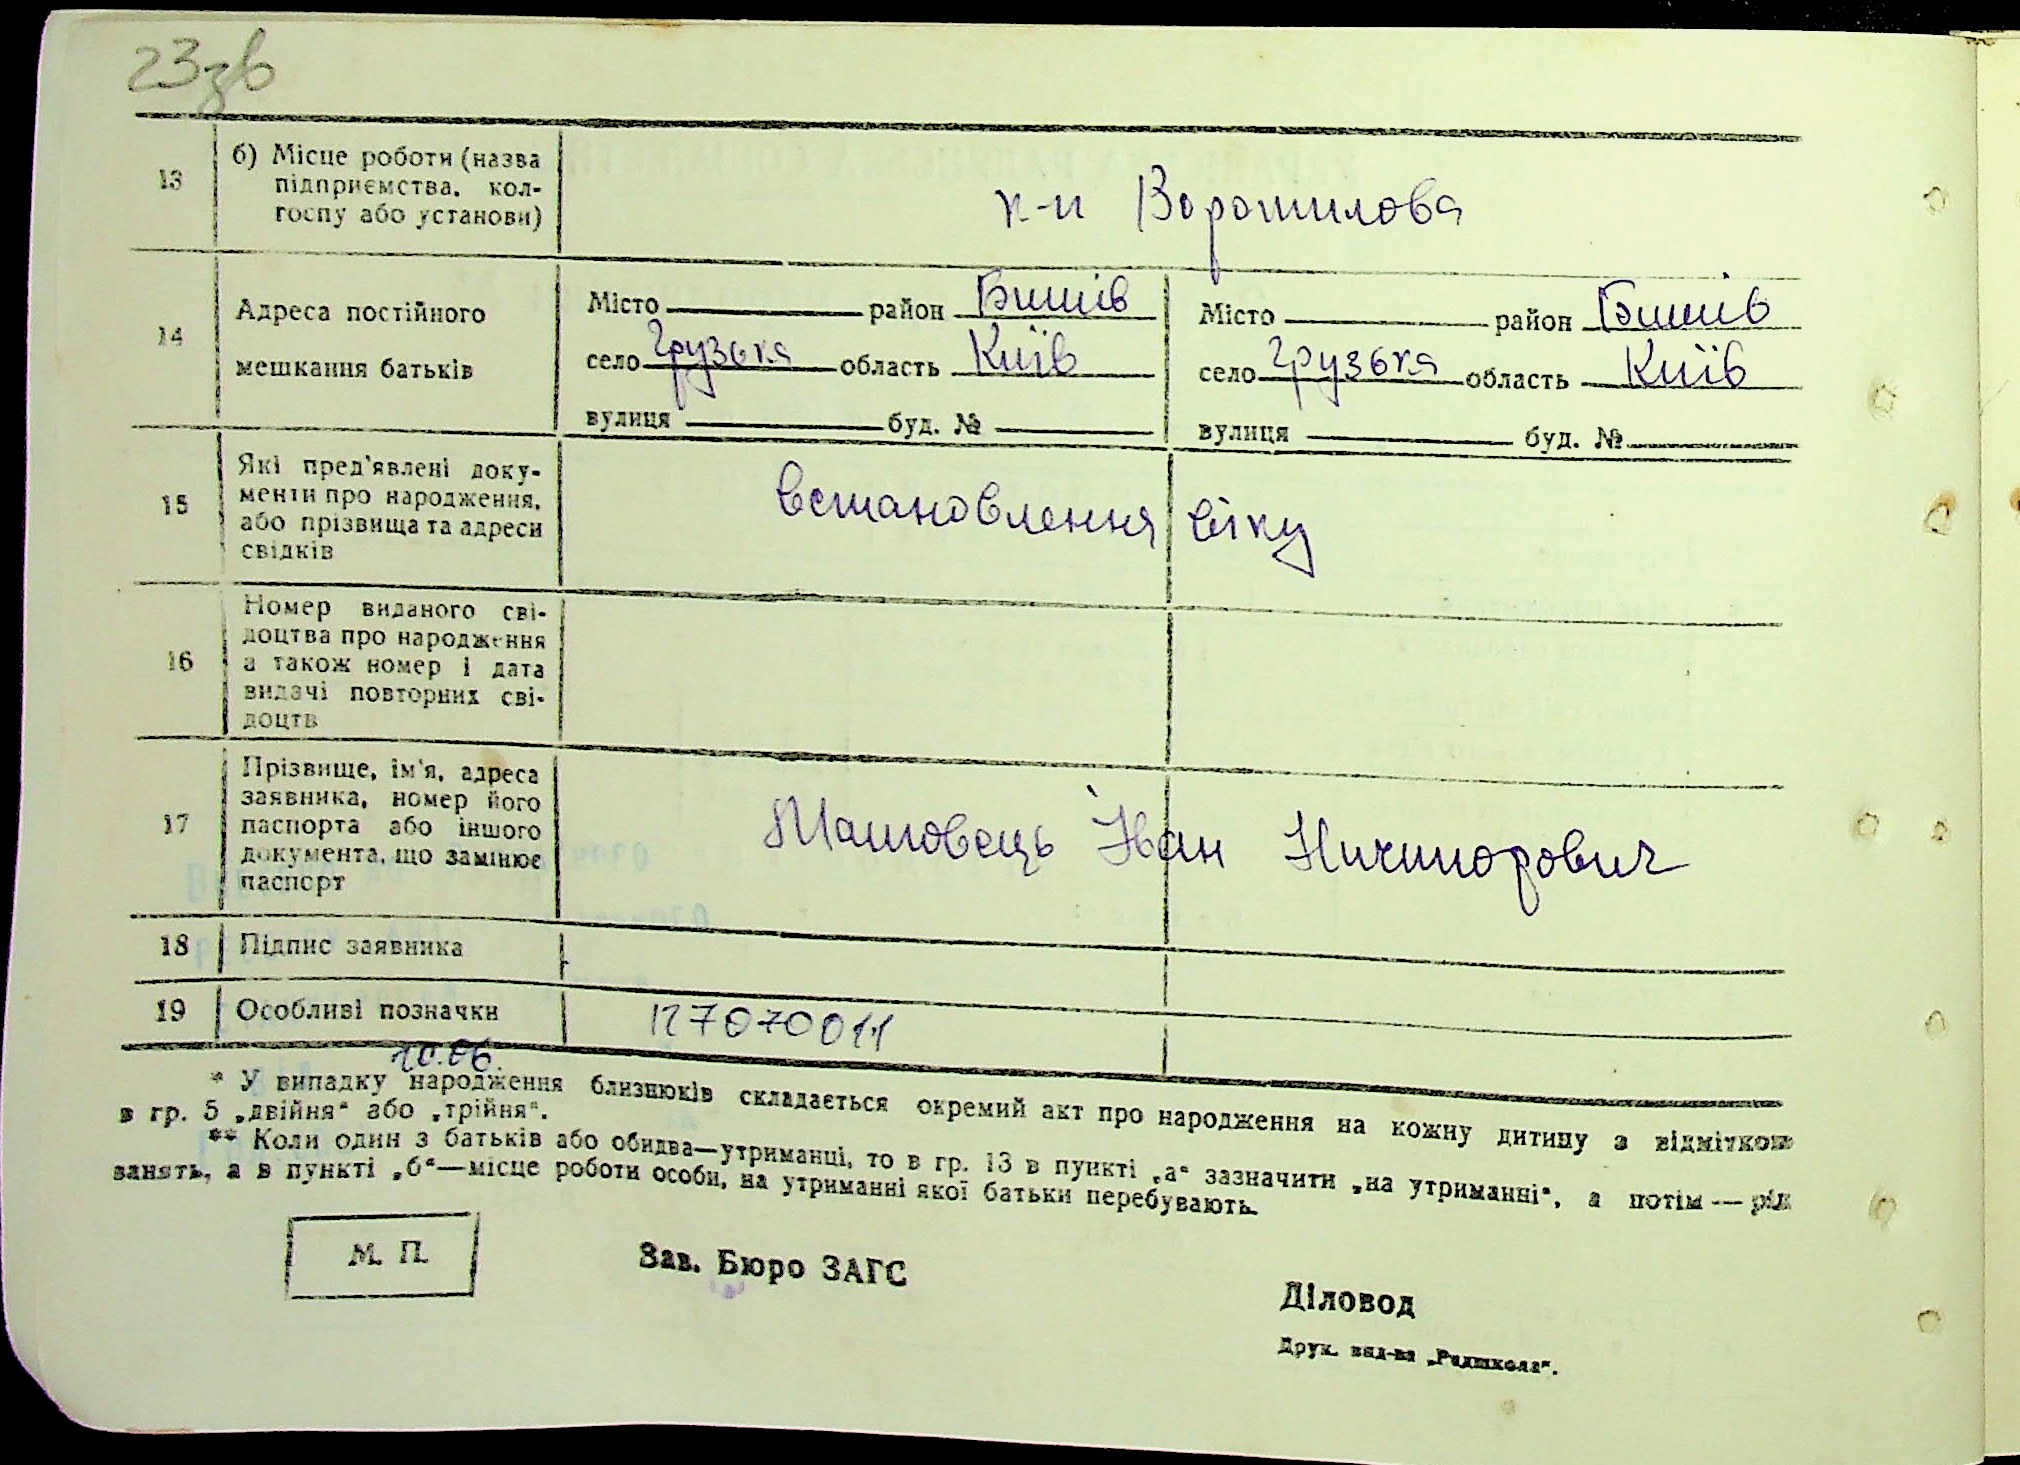 23зв
13
б) Місце роботи (назва
підприємства, кол-
госпу або установи)
к-п Ворошилова
14
Адреса постійного
мешкання батьків
Місто район Бишів
село Грузька область Київ
вулиця буд. №
Місто район Бишів
село Грузька область Київ
вулиця буд. №
15
Які пред'явлені доку-
менти про народження,
або прізвища та адреси
свідків
встановлення віку
16
Номер виданого сві-
доцтва про народження
а також номер і дата
видачі повторних сві-
доцтв
17
Прізвище, ім'я, адреса
заявника, номер його
паспорта або іншого
документа, що замінює
паспорт
Машовець Іван Ничипорович
18
Підпис заявника
19
Особливі позначки
127070011
10.06.
* У випадку народження близнюків складається окремий акт про народження на кожну дитину з відміткою
в гр. 5 „двійня“ або „трійня“.
** Коли один з батьків або обидва—утриманці, то в гр. 13 в пункті „а“ зазначити „на утриманні“, а потім — рід
занять, а в пункті „б“—місце роботи особи, на утриманні якої батьки перебувають.
М. П.
Зав. Бюро ЗАГС
Діловод
Друк. вид-ва „Радшкола“.